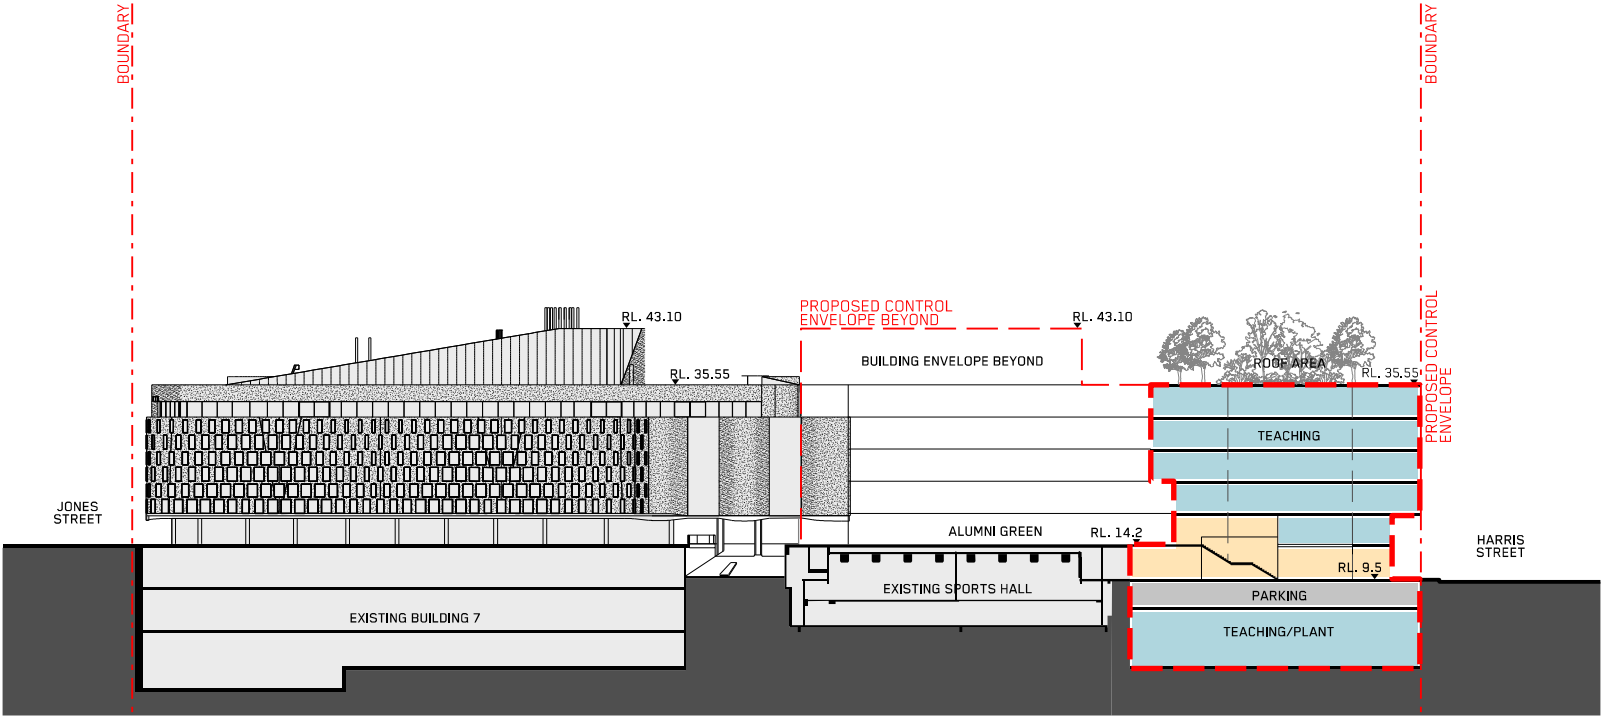 BOUNDARY
BOUNDARY
PROPOSED CONTROL
ENVELOPE BEYOND
RL. 43.10
RL. 43.10
BUILDING ENVELOPE BEYOND
ROOF AREA
RL. 35.55
RL. 35.55
PROPOSED CONTROL
ENVELOPE
TEACHING
JONES
STREET
ALUMNI GREEN
RL. 14.2
HARRIS
STREET
RL. 9.5
EXISTING SPORTS HALL
PARKING
EXISTING BUILDING 7
TEACHING/PLANT